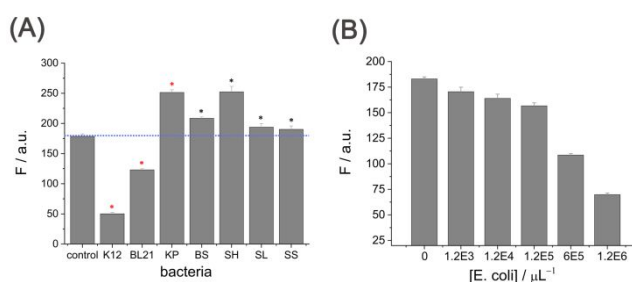 (A)
F / a.u.
300
250
200
150
100
50
0
* * * * * * *
control K12 BL21 KP BS SH SL SS
bacteria
(B)
F / a.u.
200
175
150
125
100
75
50
25
0 1.2E3 1.2E4 1.2E5 6E5 1.2E6
[E. coli] / μL⁻¹